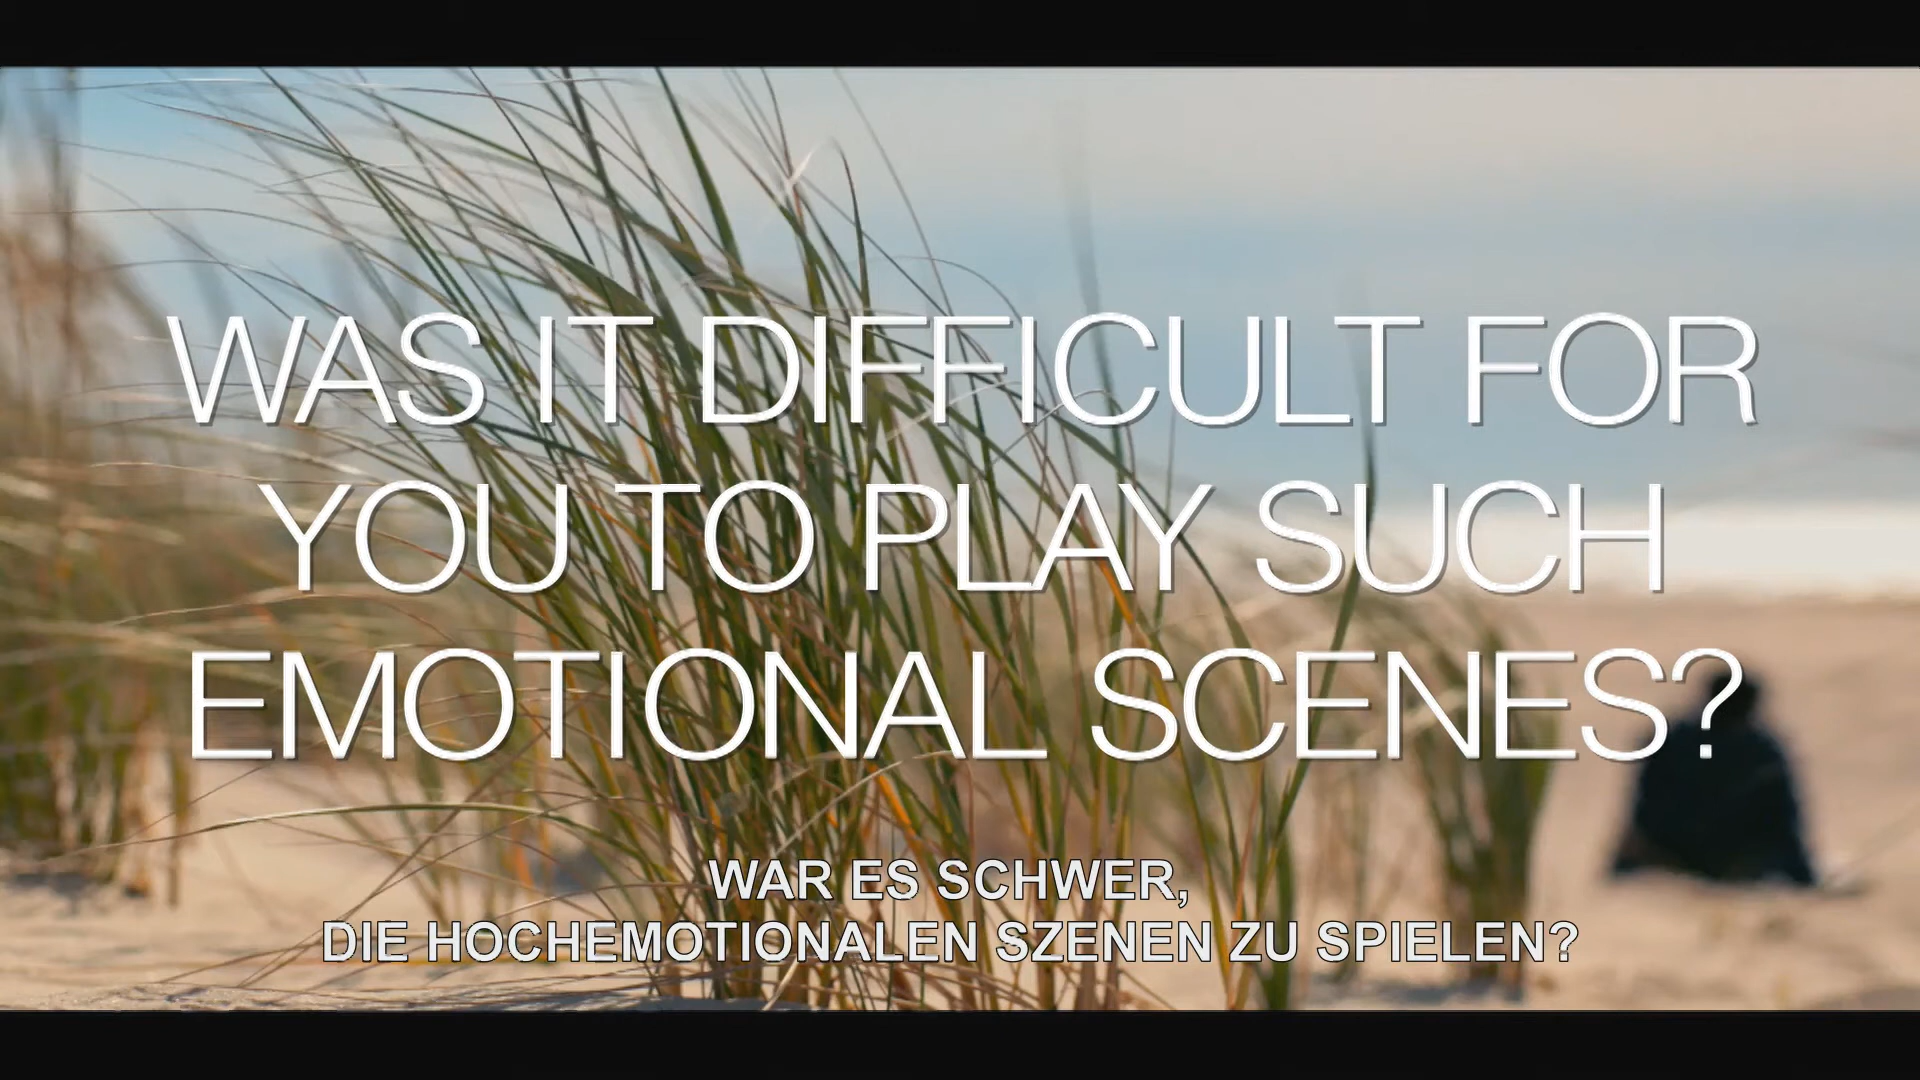 WAS IT DIFFICULT FOR
YOU TO PLAY SUCH
EMOTIONAL SCENES?
WAR ES SCHWER,
DIE HOCHEMOTIONALEN SZENEN ZU SPIELEN?